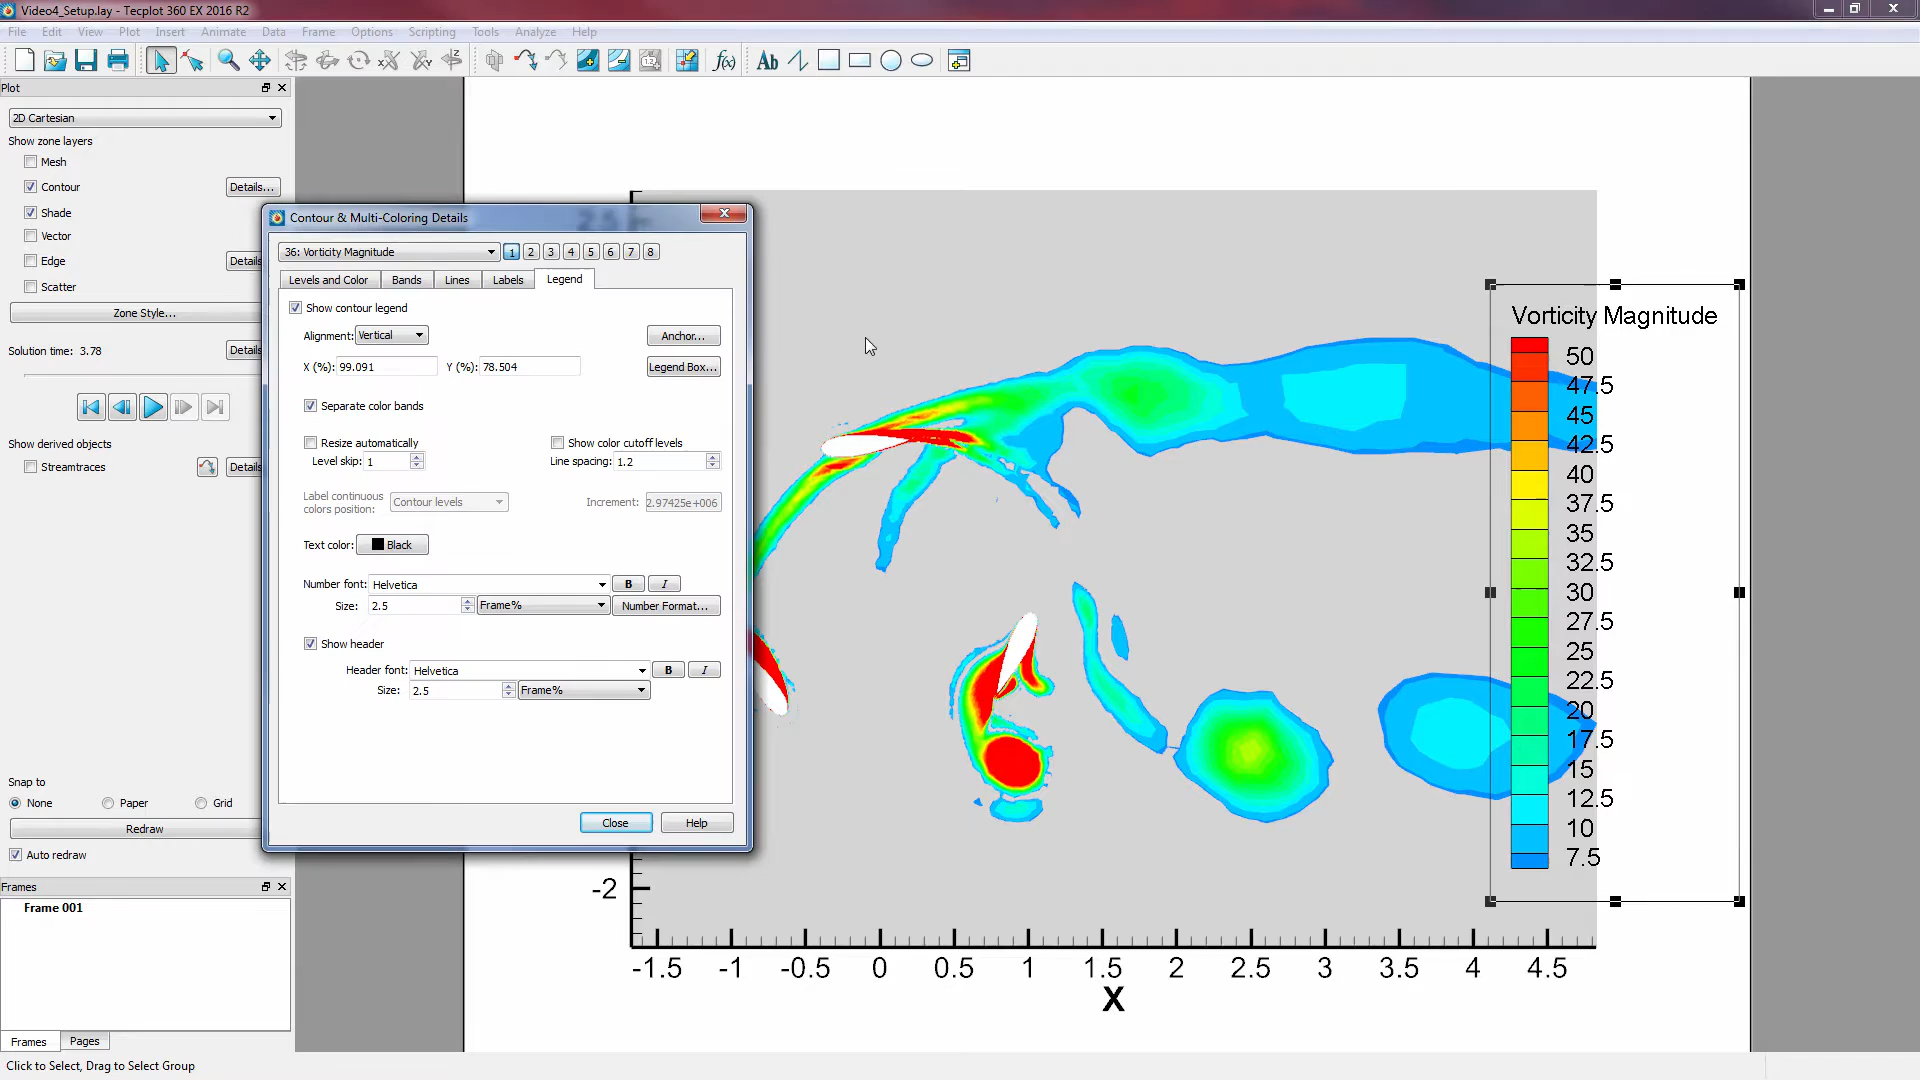 Video4_Setup.lay - Tecplot 360 EX 2016 R2
File Edit View Plot Insert Animate Data Frame Options Scripting Tools Analyze Help
Ab
f(x)
Plot
2D Cartesian
Show zone layers
Mesh
Contour
Details...
Shade
Vector
Edge
Details
Scatter
Zone Style...
Solution time: 3.78
Details
Show derived objects
Streamtraces
Details
Snap to
None
Paper
Grid
Redraw
Auto redraw
Frames
Frame 001
Frames
Pages
Click to Select, Drag to Select Group
Contour & Multi-Coloring Details
36: Vorticity Magnitude
1 2 3 4 5 6 7 8
Levels and Color
Bands
Lines
Labels
Legend
Show contour legend
Alignment: Vertical
Anchor...
X (%): 99.091
Y (%): 78.504
Legend Box...
Separate color bands
Resize automatically
Show color cutoff levels
Level skip: 1
Line spacing: 1.2
Label continuous
colors position:
Contour levels
Increment: 2.97425e+006
Text color: Black
Number font: Helvetica
B I
Size: 2.5
Frame%
Number Format...
Show header
Header font: Helvetica
B I
Size: 2.5
Frame%
Close
Help
2.5
-2
-1.5 -1 -0.5 0 0.5 1 1.5 2 2.5 3 3.5 4 4.5
X
Vorticity Magnitude
50
47.5
45
42.5
40
37.5
35
32.5
30
27.5
25
22.5
20
17.5
15
12.5
10
7.5